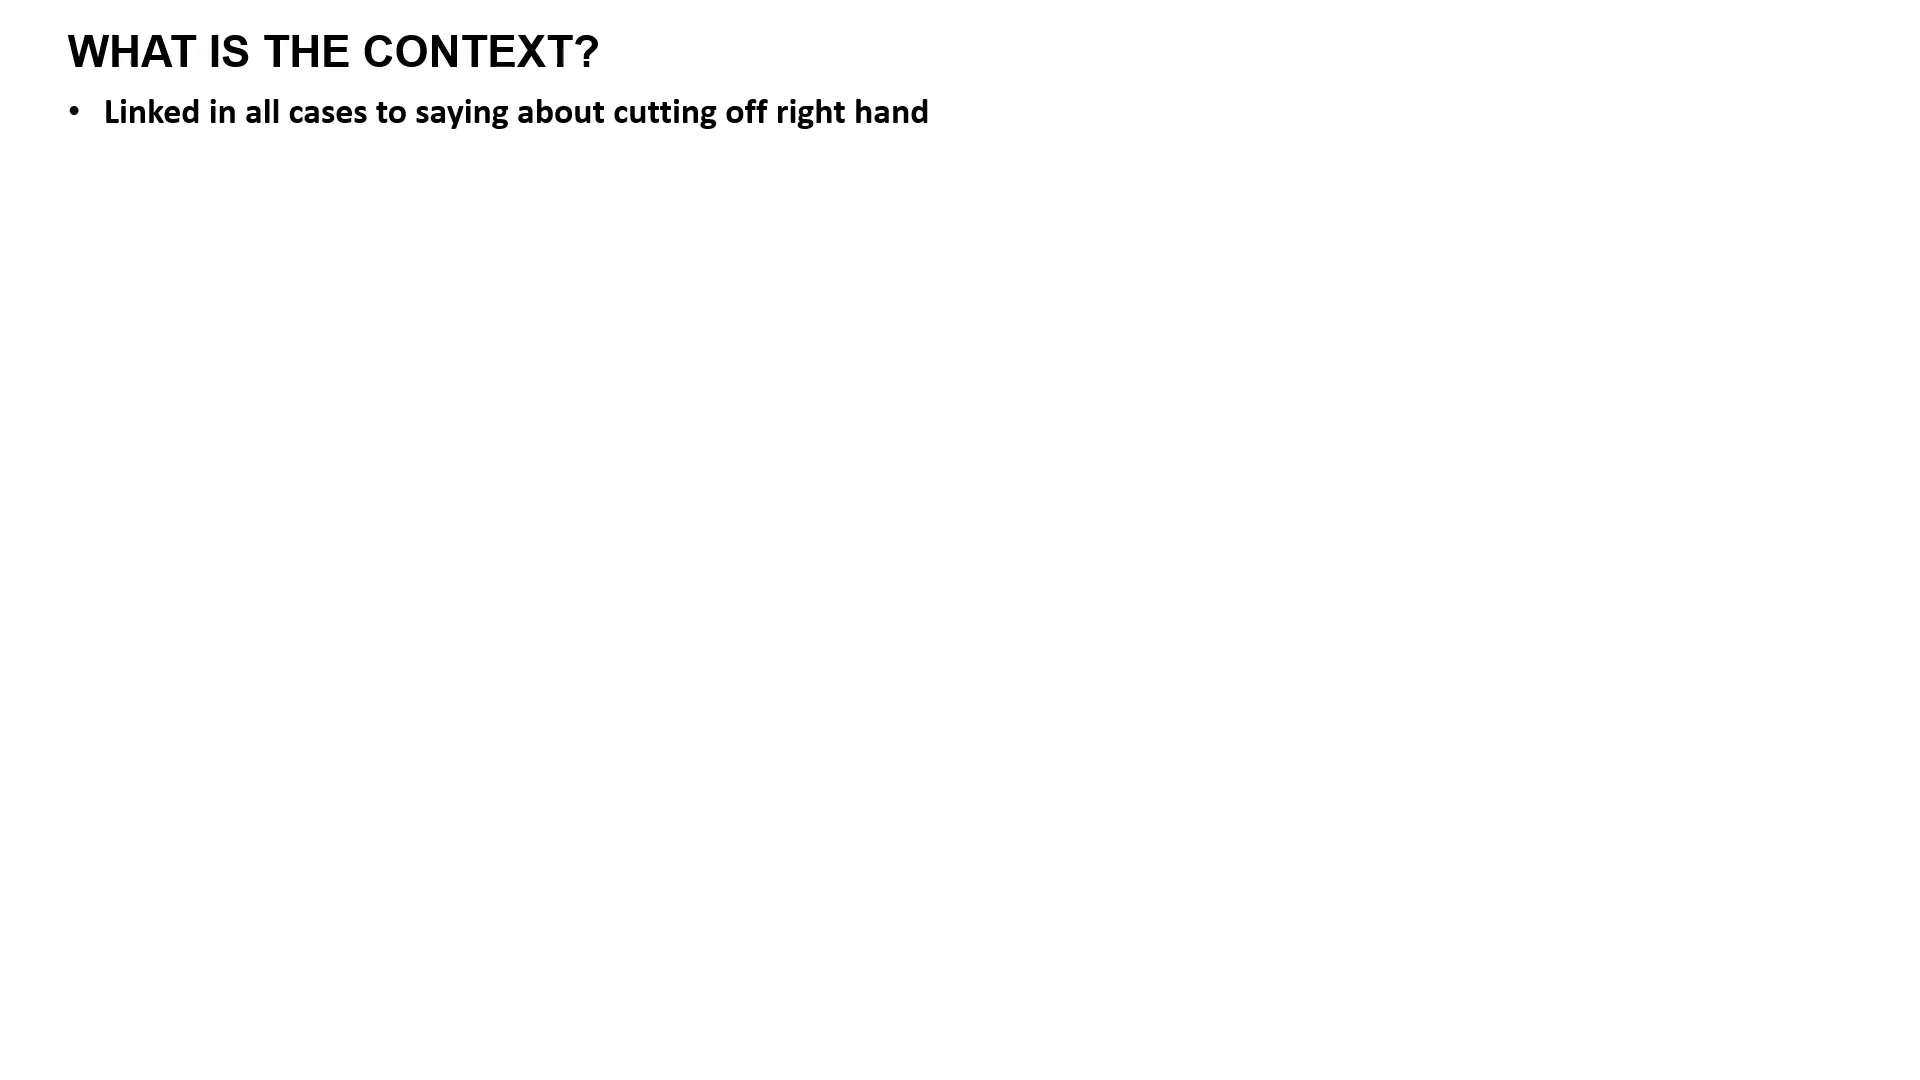 WHAT IS THE CONTEXT?
• Linked in all cases to saying about cutting off right hand